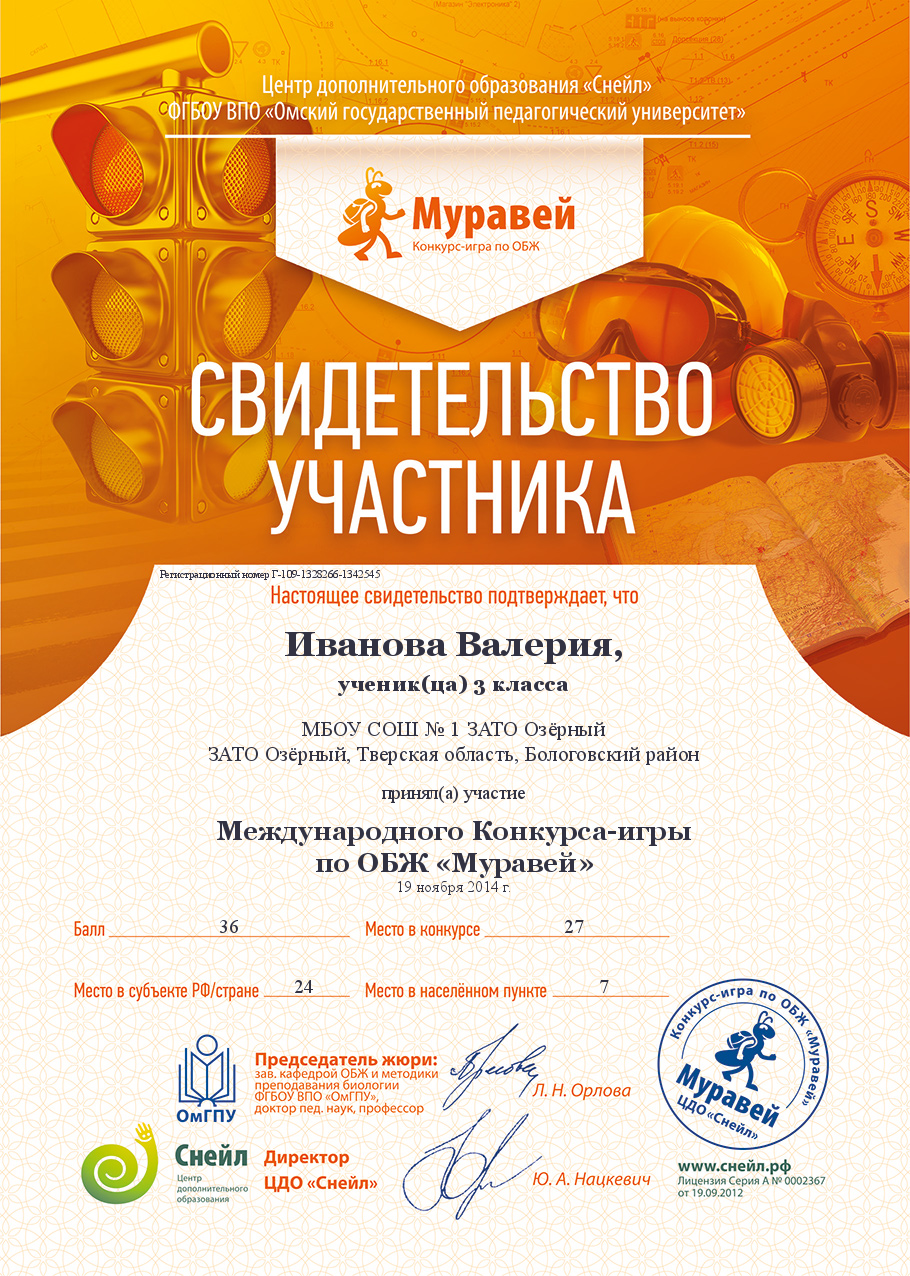 Центр дополнительного образования «Снейл»
ФГБОУ ВПО «Омский государственный педагогический университет»
Муравей
Конкурс-игра по ОБЖ
СВИДЕТЕЛЬСТВО
УЧАСТНИКА
Регистрационный номер Г-109-1328266-1342545
Настоящее свидетельство подтверждает, что
Иванова Валерия,
ученик(ца) 3 класса
МБОУ СОШ № 1 ЗАТО Озёрный
ЗАТО Озёрный, Тверская область, Бологовский район
принял(а) участие
Международного Конкурса-игры
по ОБЖ «Муравей»
19 ноября 2014 г.
Балл 36 Место в конкурсе 27
Место в субъекте РФ/стране 24 Место в населённом пункте 7
ОмГПУ
Председатель жюри:
зав. кафедрой ОБЖ и методики
преподавания биологии
ФГБОУ ВПО «ОмГПУ»,
доктор пед. наук, профессор
Л. Н. Орлова
Конкурс-игра по ОБЖ «Муравей»
Муравей
ЦДО «Снейл»
Снейл
Центр
дополнительного
образования
Директор
ЦДО «Снейл»
Ю. А. Нацкевич
www.снейл.рф
Лицензия Серия А № 0002367
от 19.09.2012